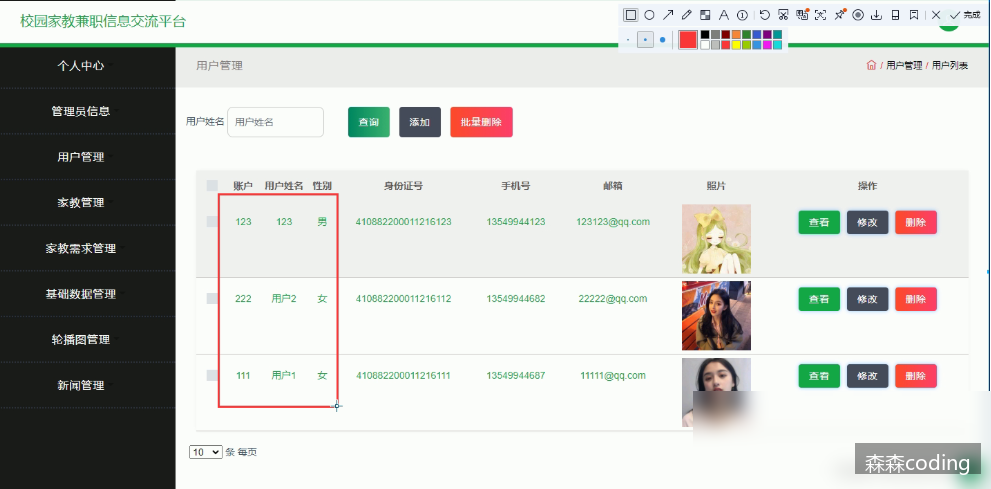 校园家教兼职信息交流平台
完成
个人中心
管理员信息
用户管理
家教管理
家教需求管理
基础数据管理
轮播图管理
新闻管理
用户管理
/ 用户管理 / 用户列表
用户姓名 用户姓名 查询 添加 批量删除
账户 用户姓名 性别 身份证号 手机号 邮箱 照片 操作
123 123 男 410882200011216123 13549944123 123123@qq.com 查看 修改 删除
222 用户2 女 410882200011216112 13549944682 22222@qq.com 查看 修改 删除
111 用户1 女 410882200011216111 13549944687 11111@qq.com 查看 修改 删除
10 条 每页
森森coding